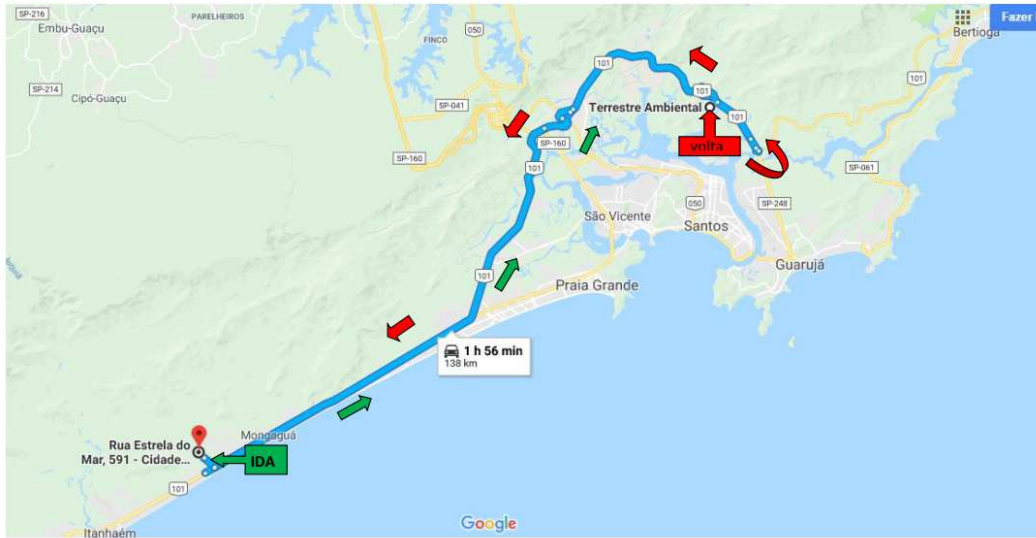 SP-216
Embu-Guaçu
PARELHEIROS
FINCO
050
SP-214
Cipó-Guaçu
SP-041
SP-160
SP-160
101
101
101
101
101
101
Fazer
Bertioga
Terrestre Ambiental
volta
SP-061
SP-248
São Vicente
050
Santos
Guarujá
Praia Grande
1 h 56 min
138 km
Rua Estrela do
Mar, 591 - Cidade...
Mongaguá
IDA
101
Itanhaém
Google